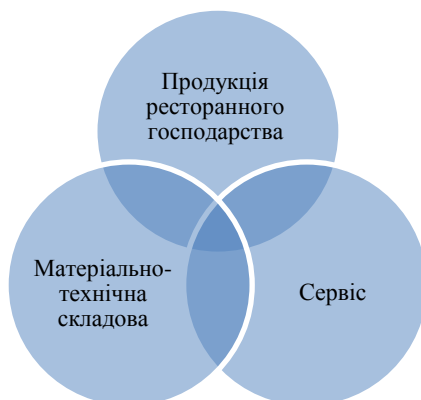 Продукція
ресторанного
господарства
Матеріально-
технічна
складова
Сервіс